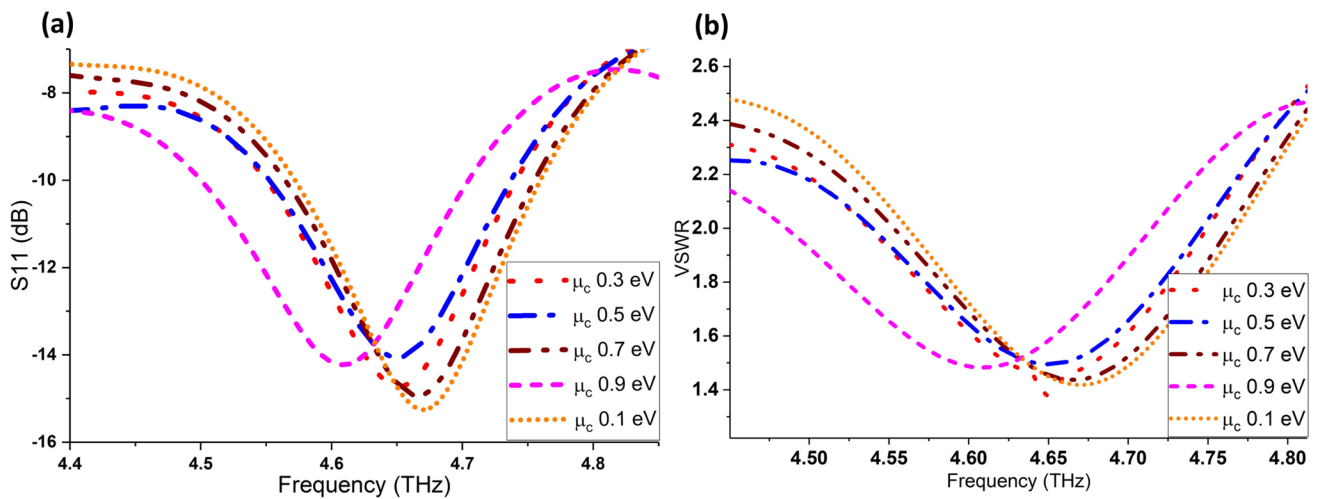 (a)
-8
-10
-12
-14
-16
S11 (dB)
4.4 4.5 4.6 4.7 4.8
Frequency (THz)
μc 0.3 eV
μc 0.5 eV
μc 0.7 eV
μc 0.9 eV
μc 0.1 eV
(b)
2.6
2.4
2.2
2.0
1.8
1.6
1.4
VSWR
4.50 4.55 4.60 4.65 4.70 4.75 4.80
Frequency (THz)
μc 0.3 eV
μc 0.5 eV
μc 0.7 eV
μc 0.9 eV
μc 0.1 eV